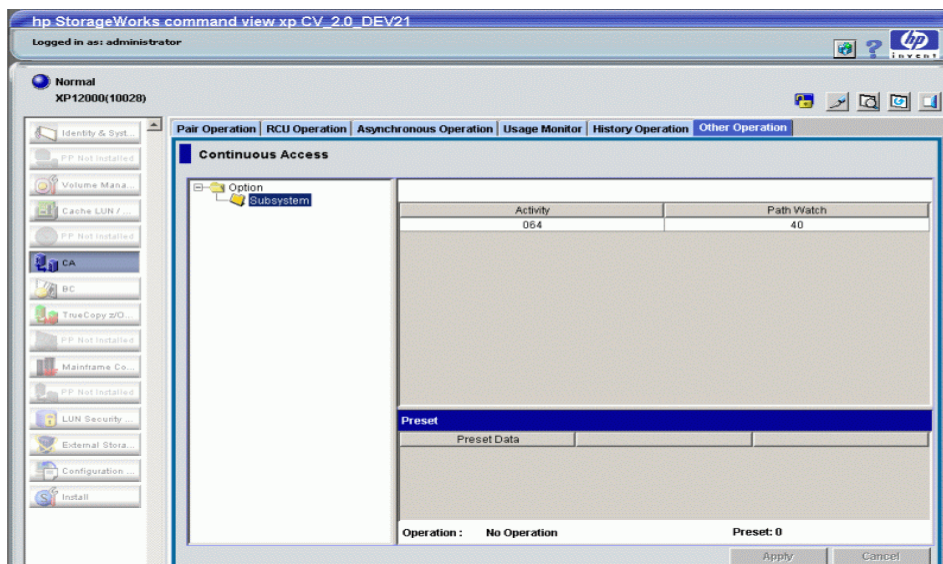 hp StorageWorks command view xp CV_2.0_DEV21
Logged in as: administrator
hp
invent
Normal
XP12000(10028)
Identity & Syst...
PP Not Installed
Volume Mana...
Cache LUN / ...
PP Not Installed
CA
BC
TrueCopy z/O...
PP Not Installed
Mainframe Co...
PP Not Installed
LUN Security ...
External Stora...
Configuration ...
Install
Pair Operation RCU Operation Asynchronous Operation Usage Monitor History Operation Other Operation
Continuous Access
Option
Subsystem
Activity Path Watch
064 40
Preset
Preset Data
Operation : No Operation Preset: 0
Apply Cancel